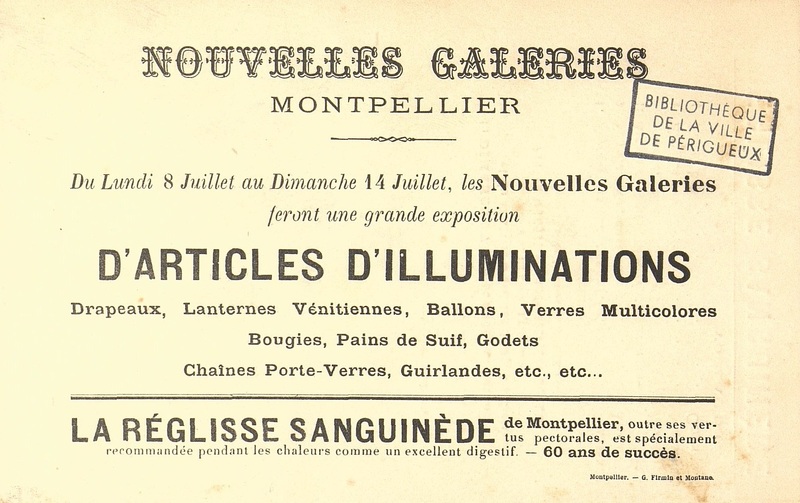 NOUVELLES GALERIES
MONTPELLIER
BIBLIOTHÉQUE
DE LA VILLE
DE PÉRIGUEUX
Du Lundi 8 Juillet au Dimanche 14 Juillet, les Nouvelles Galeries
feront une grande exposition
D'ARTICLES D'ILLUMINATIONS
Drapeaux, Lanternes Vénitiennes, Ballons, Verres Multicolores
Bougies, Pains de Suif, Godets
Chaînes Porte-Verres, Guirlandes, etc., etc...
LA RÉGLISSE SANGUINÈDE de Montpellier, outre ses ver-
tus pectorales, est spécialement
recommandée pendant les chaleurs comme un excellent digestif. — 60 ans de succès.
Montpellier. — G. Firmin et Montane.